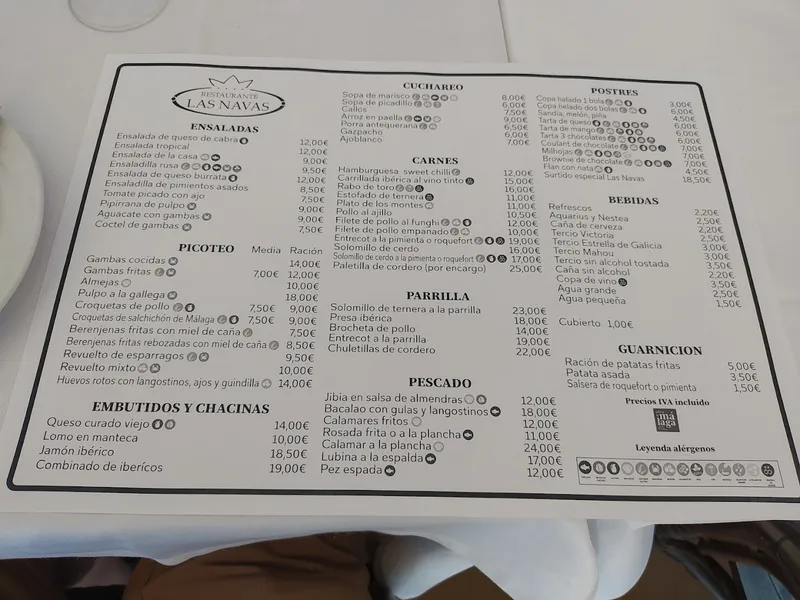 RESTAURANTE
LAS NAVAS
ENSALADAS
Ensalada de queso de cabra 12,00€
Ensalada tropical 12,00€
Ensalada de la casa 9,00€
Ensaladilla rusa 9,50€
Ensalada de queso burrata 12,00€
Ensaladilla de pimientos asados 8,50€
Tomate picado con ajo 7,50€
Pipirrana de pulpo 9,00€
Aguacate con gambas 9,00€
Coctel de gambas 7,50€
PICOTEO Media Ración
Gambas cocidas 14,00€
Gambas fritas 7,00€ 12,00€
Almejas 10,00€
Pulpo a la gallega 18,00€
Croquetas de pollo 7,50€ 9,00€
Croquetas de salchichón de Málaga 7,50€ 9,00€
Berenjenas fritas con miel de caña 7,50€
Berenjenas fritas rebozadas con miel de caña 8,50€
Revuelto de esparragos 9,50€
Revuelto mixto 10,00€
Huevos rotos con langostinos, ajos y guindilla 14,00€
EMBUTIDOS Y CHACINAS
Queso curado viejo 14,00€
Lomo en manteca 10,00€
Jamón ibérico 18,50€
Combinado de ibericos 19,00€
CUCHAREO
Sopa de marisco 8,00€
Sopa de picadillo 6,00€
Callos 7,50€
Arroz en paella 9,00€
Porra antequerana 6,50€
Gazpacho 6,00€
Ajoblanco 7,00€
CARNES
Hamburguesa sweet chilli 12,00€
Carrillada ibérica al vino tinto 15,00€
Rabo de toro 16,00€
Estofado de ternera 11,00€
Plato de los montes 11,00€
Pollo al ajillo 10,50€
Filete de pollo al funghi 12,00€
Filete de pollo empanado 10,00€
Entrecot a la pimienta o roquefort 19,00€
Solomillo de cerdo 16,00€
Solomillo de cerdo a la pimienta o roquefort 17,00€
Paletilla de cordero (por encargo) 25,00€
PARRILLA
Solomillo de ternera a la parrilla 23,00€
Presa ibérica 18,00€
Brocheta de pollo 14,00€
Entrecot a la parrilla 19,00€
Chuletillas de cordero 22,00€
PESCADO
Jibia en salsa de almendras 12,00€
Bacalao con gulas y langostinos 18,00€
Calamares fritos 12,00€
Rosada frita o a la plancha 11,00€
Calamar a la plancha 24,00€
Lubina a la espalda 17,00€
Pez espada 12,00€
POSTRES
Copa helado 1 bola 3,00€
Copa helado dos bolas 6,00€
Sandia, melón, piña 4,50€
Tarta de queso 6,00€
Tarta de mango 6,00€
Tarta 3 chocolates 6,00€
Coulant de chocolate 7,00€
Milhojas 7,00€
Brownie de chocolate 7,00€
Flan con nata 4,50€
Surtido especial Las Navas 18,50€
BEBIDAS
Refrescos 2,20€
Aquarius y Nestea 2,50€
Caña de cerveza 2,20€
Tercio Victoria 2,50€
Tercio Estrella de Galicia 3,00€
Tercio Mahou 3,00€
Tercio sin alcohol tostada 3,50€
Caña sin alcohol 2,20€
Copa de vino 3,50€
Agua grande 2,50€
Agua pequeña 1,50€
Cubierto 1,00€
GUARNICION
Ración de patatas fritas 5,00€
Patata asada 3,50€
Salsera de roquefort o pimienta 1,50€
Precios IVA incluido
málaga
Leyenda alérgenos